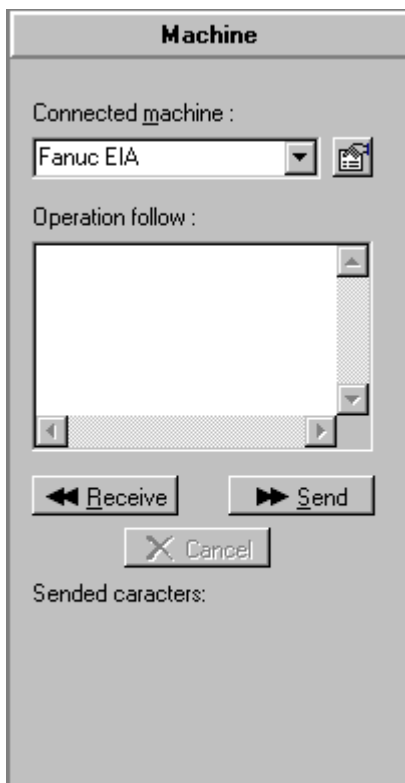 Machine
Connected machine :
Fanuc EIA
Operation follow :
Receive
Send
Cancel
Sended caracters: